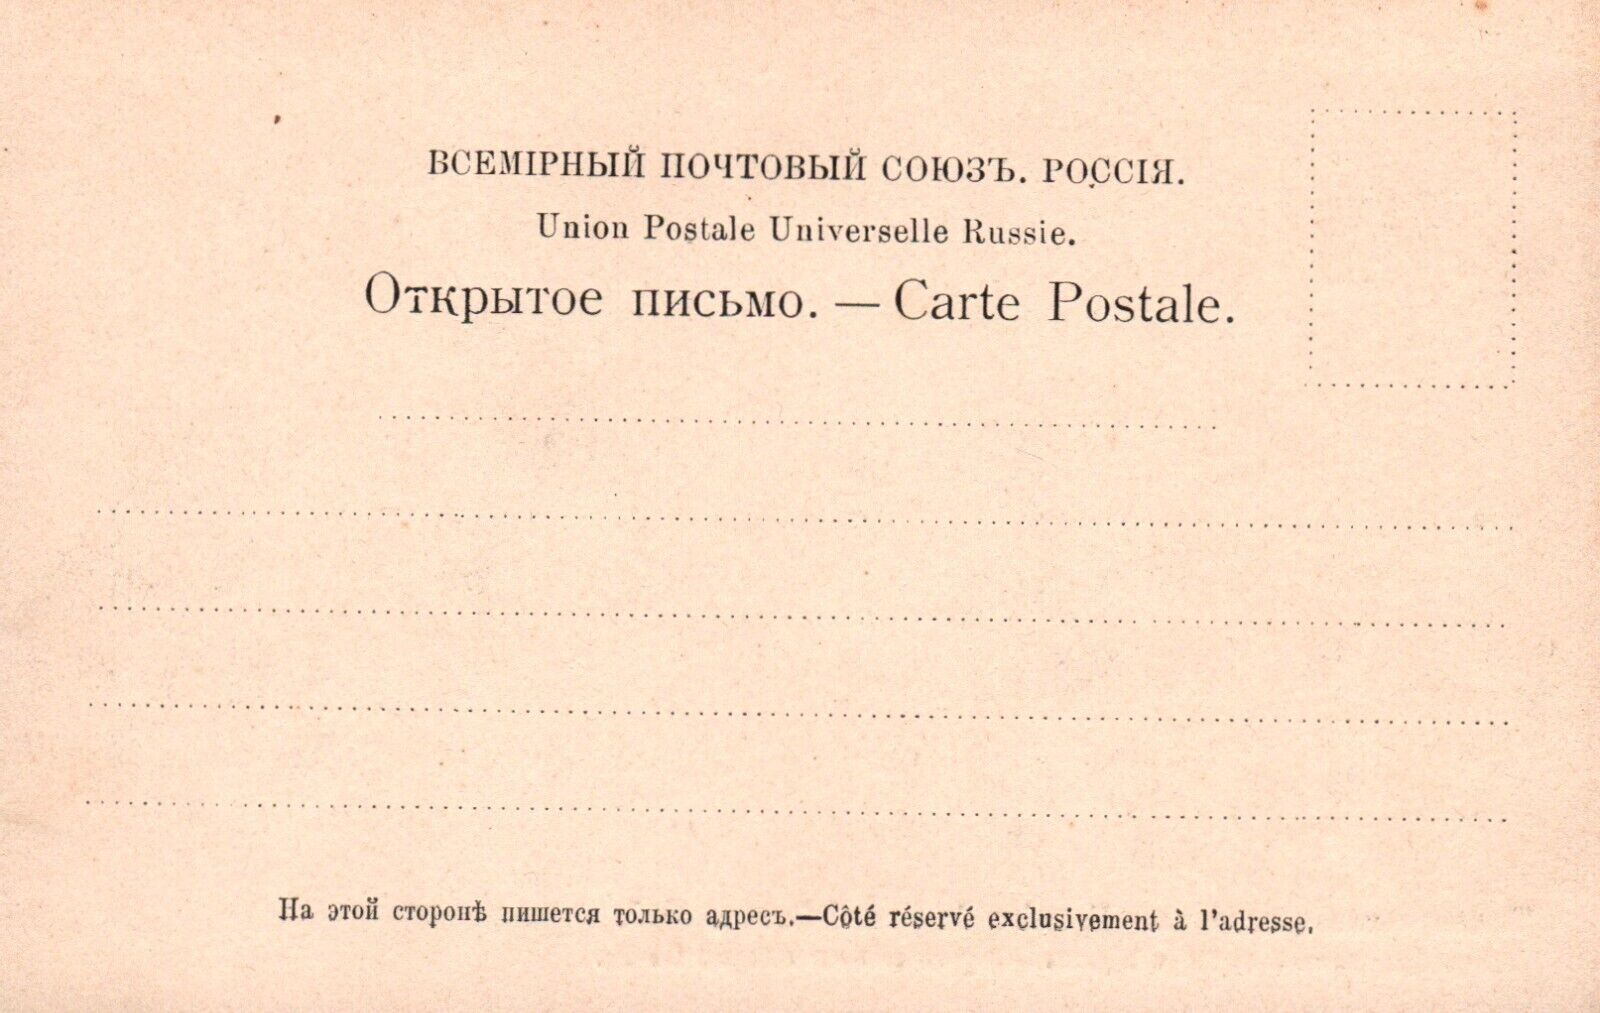 ВСЕМІРНЫЙ ПОЧТОВЫЙ СОЮЗЪ. РОССІЯ.
Union Postale Universelle Russie.
Открытое письмо. — Carte Postale.
На этой сторонѣ пишется только адресъ.—Côté réservé exclusivement à l'adresse.